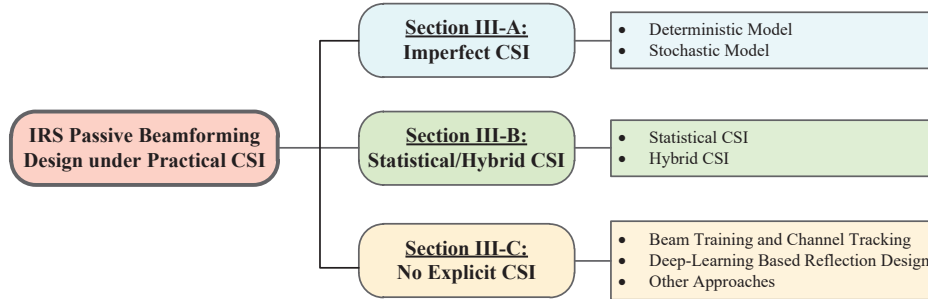 IRS Passive Beamforming
Design under Practical CSI
Section III-A:
Imperfect CSI
• Deterministic Model
• Stochastic Model
Section III-B:
Statistical/Hybrid CSI
• Statistical CSI
• Hybrid CSI
Section III-C:
No Explicit CSI
• Beam Training and Channel Tracking
• Deep-Learning Based Reflection Design
• Other Approaches